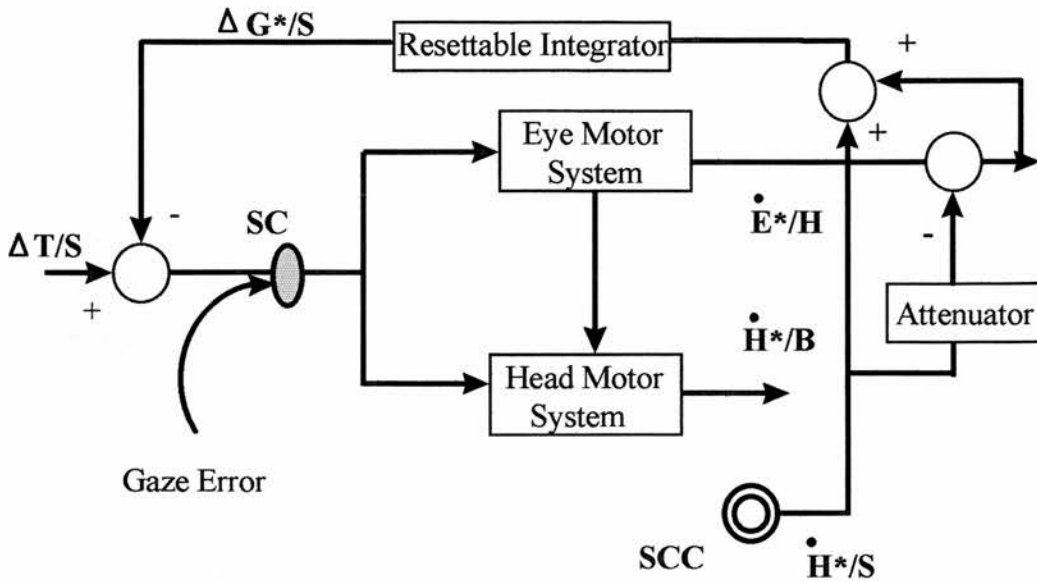 Δ G*/S
Resettable Integrator
+
+
Eye Motor
System
-
SC
Ė*/H
-
Δ T/S
+
Attenuator
Ḣ*/B
Head Motor
System
Gaze Error
SCC
Ḣ*/S